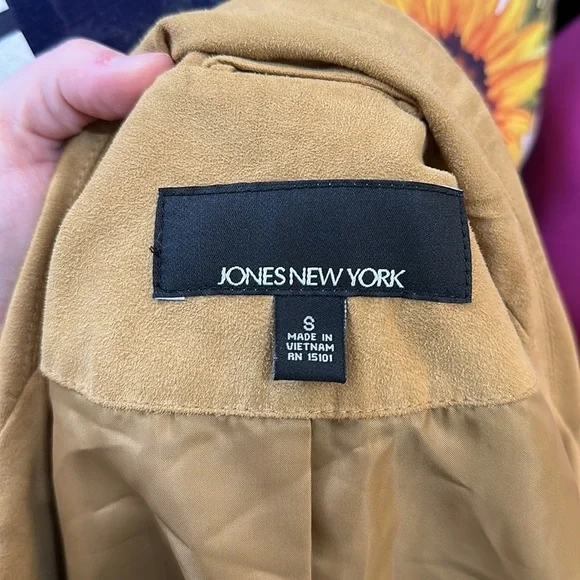 JONES NEW YORK
S
MADE IN
VIETNAM
RN 15101